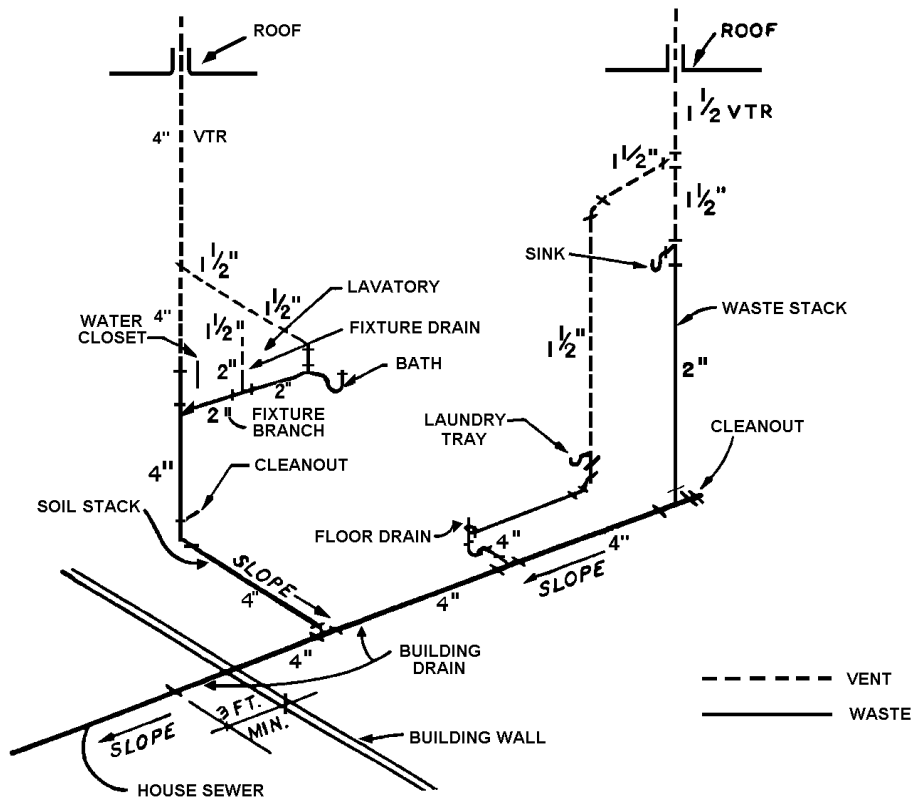 ROOF
ROOF
4" VTR
1 1/2 VTR
1 1/2"
1 1/2"
1 1/2"
1 1/2"
SINK
LAVATORY
4"
WATER
CLOSET
1 1/2"
FIXTURE DRAIN
WASTE STACK
1 1/2"
BATH
2"
2"
2"
2"
FIXTURE
BRANCH
LAUNDRY
TRAY
CLEANOUT
4"
CLEANOUT
SOIL STACK
FLOOR DRAIN
4"
4"
SLOPE
SLOPE
4"
4"
4"
BUILDING
DRAIN
VENT
3 FT.
MIN.
WASTE
SLOPE
BUILDING WALL
HOUSE SEWER